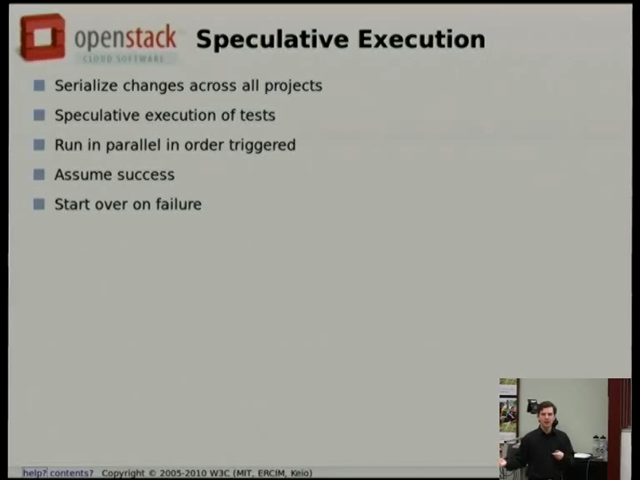 openstack
CLOUD SOFTWARE
Speculative Execution
Serialize changes across all projects
Speculative execution of tests
Run in parallel in order triggered
Assume success
Start over on failure
help? contents? Copyright © 2005-2010 W3C (MIT, ERCIM, Keio)